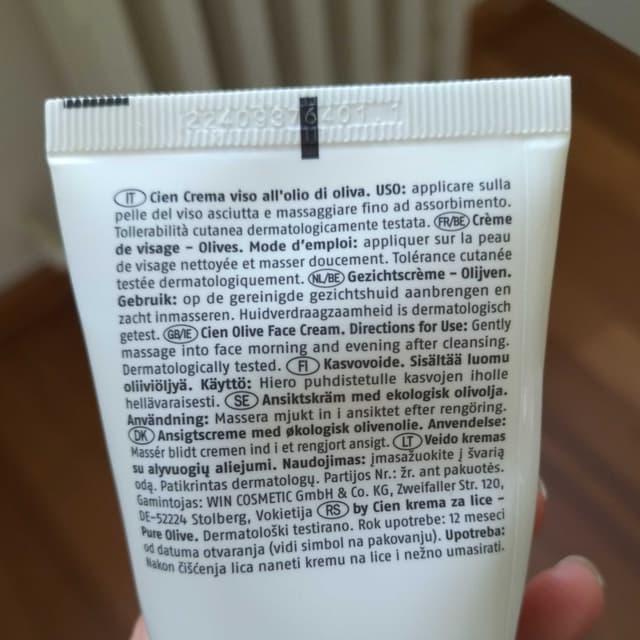 IT Cien Crema viso all'olio di oliva. USO: applicare sulla
pelle del viso asciutta e massaggiare fino ad assorbimento.
Tollerabilità cutanea dermatologicamente testata. FR/BE Crème
de visage – Olives. Mode d'emploi: appliquer sur la peau
de visage nettoyée et masser doucement. Tolérance cutanée
testée dermatologiquement. NL/BE Gezichtscrème – Olijven.
Gebruik: op de gereinigde gezichtshuid aanbrengen en
zacht inmasseren. Huidverdraagzaamheid is dermatologisch
getest. GB/IE Cien Olive Face Cream. Directions for Use: Gently
massage into face morning and evening after cleansing.
Dermatologically tested. FI Kasvovoide. Sisältää luomu
oliiviöljyä. Käyttö: Hiero puhdistetulle kasvojen iholle
hellävaraisesti. SE Ansiktskräm med ekologisk olivolja.
Användning: Massera mjukt in i ansiktet efter rengöring.
DK Ansigtscreme med økologisk olivenolie. Anvendelse:
Massér blidt cremen ind i et rengjort ansigt. LT Veido kremas
su alyvuogių aliejumi. Naudojimas: įmasažuokite į švarią
odą. Patikrintas dermatologų. Partijos Nr.: žr. ant pakuotės.
Gamintojas: WIN COSMETIC GmbH & Co. KG, Zweifaller Str. 120,
DE-52224 Stolberg, Vokietija RS by Cien krema za lice –
Pure Olive. Dermatološki testirano. Rok upotrebe: 12 meseci
od datuma otvaranja (vidi simbol na pakovanju). Upotreba:
Nakon čišćenja lica naneti kremu na lice i nežno umasirati.